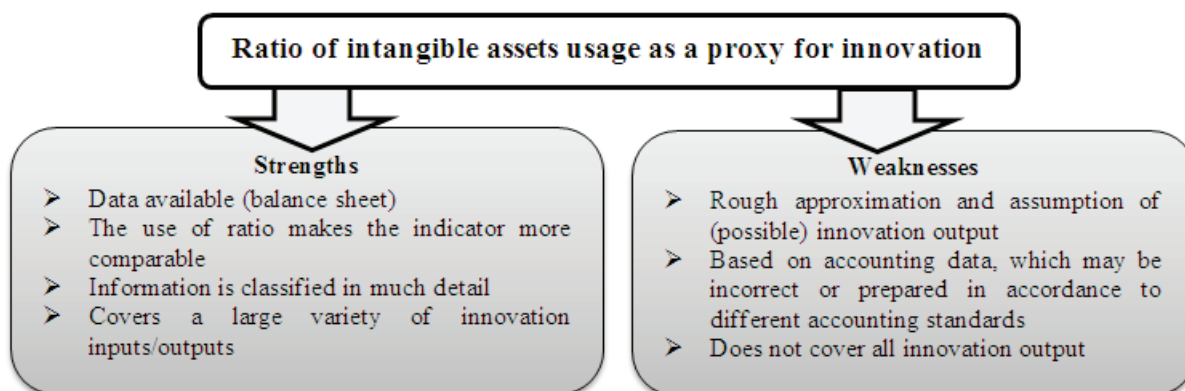 Ratio of intangible assets usage as a proxy for innovation
Strengths
➢ Data available (balance sheet)
➢ The use of ratio makes the indicator more
comparable
➢ Information is classified in much detail
➢ Covers a large variety of innovation
inputs/outputs
Weaknesses
➢ Rough approximation and assumption of
(possible) innovation output
➢ Based on accounting data, which may be
incorrect or prepared in accordance to
different accounting standards
➢ Does not cover all innovation output